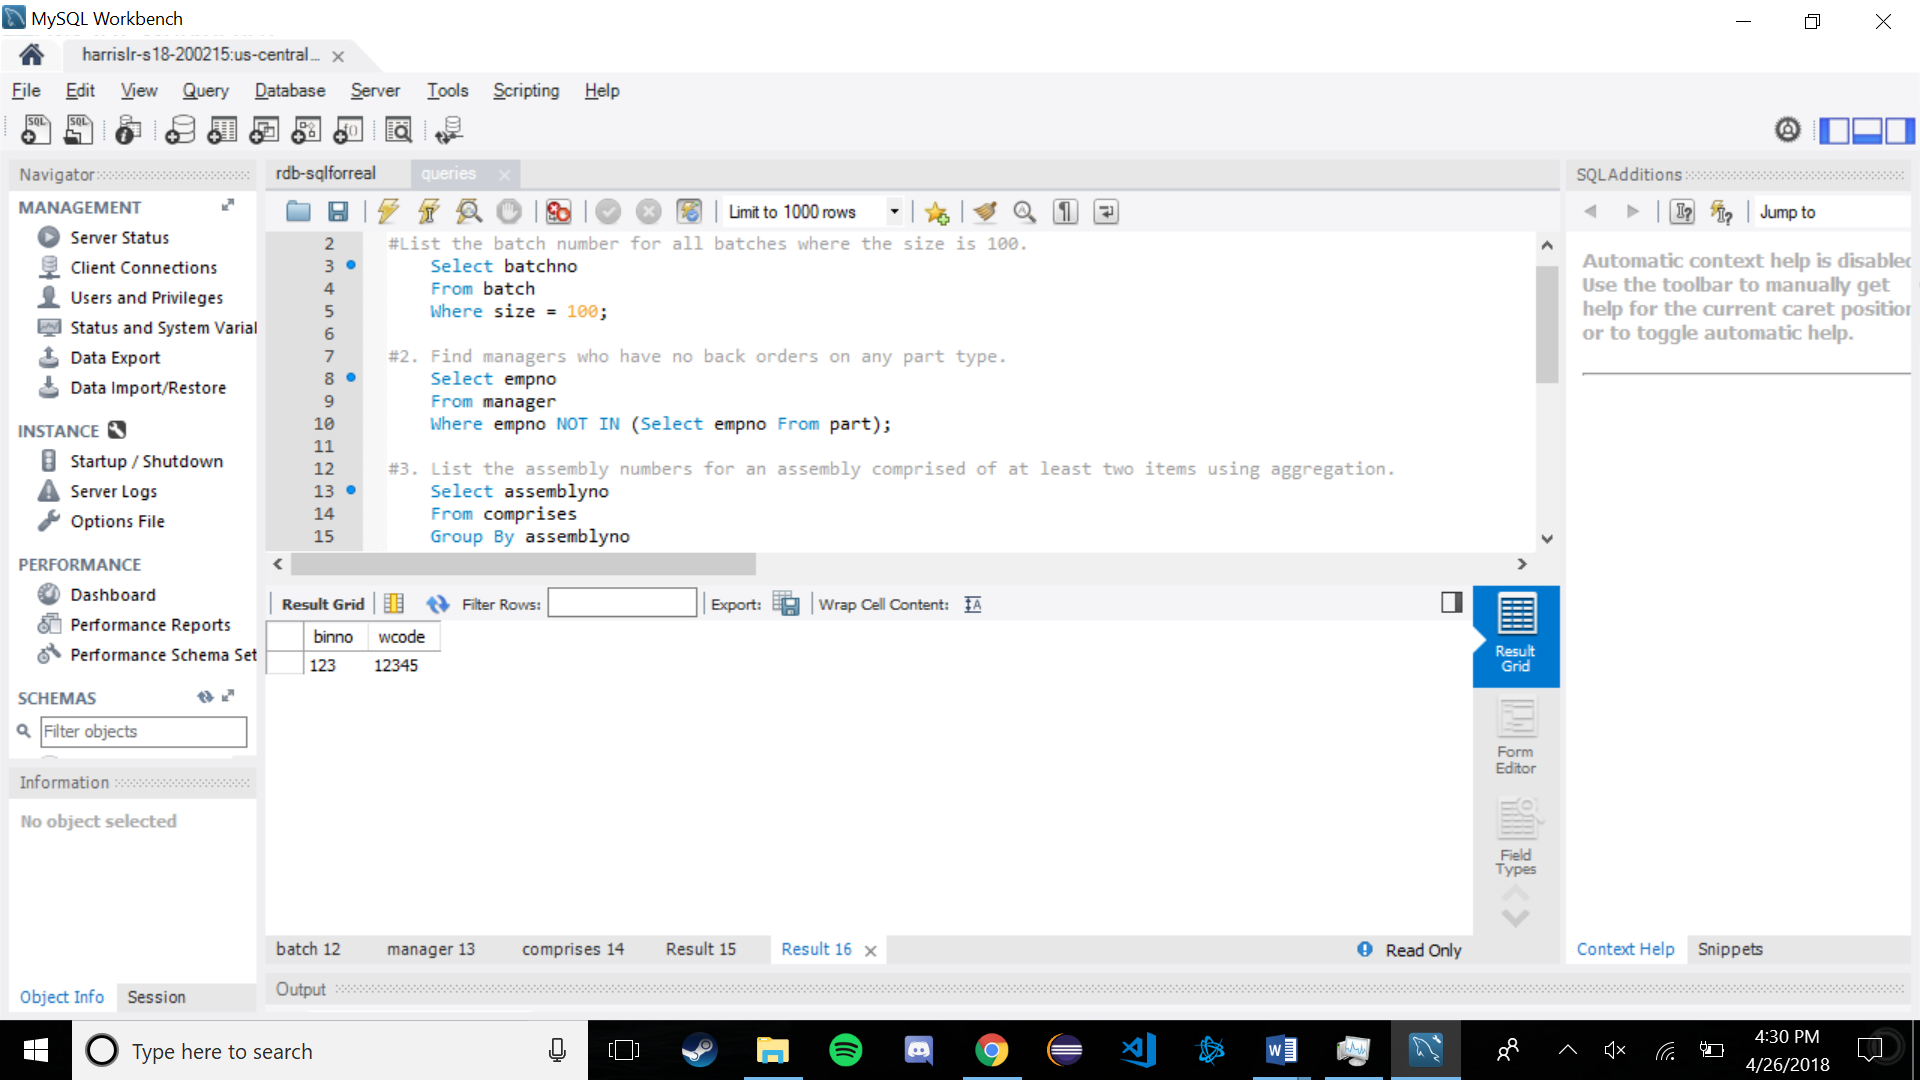 MySQL Workbench
harrislr-s18-200215:us-central...
File Edit View Query Database Server Tools Scripting Help
Navigator
MANAGEMENT
Server Status
Client Connections
Users and Privileges
Status and System Varial
Data Export
Data Import/Restore
INSTANCE
Startup / Shutdown
Server Logs
Options File
PERFORMANCE
Dashboard
Performance Reports
Performance Schema Set
SCHEMAS
Filter objects
Information
No object selected
Object Info Session
rdb-sqlforreal queries
Limit to 1000 rows
2 #List the batch number for all batches where the size is 100.
3 Select batchno
4 From batch
5 Where size = 100;
6
7 #2. Find managers who have no back orders on any part type.
8 Select empno
9 From manager
10 Where empno NOT IN (Select empno From part);
11
12 #3. List the assembly numbers for an assembly comprised of at least two items using aggregation.
13 Select assemblyno
14 From comprises
15 Group By assemblyno
Result Grid Filter Rows: Export: Wrap Cell Content:
binno wcode
123 12345
Result
Grid
Form
Editor
Field
Types
batch 12 manager 13 comprises 14 Result 15 Result 16 Read Only
Output
SQLAdditions
Jump to
Automatic context help is disabled
Use the toolbar to manually get
help for the current caret position
or to toggle automatic help.
Context Help Snippets
Type here to search
4:30 PM
4/26/2018